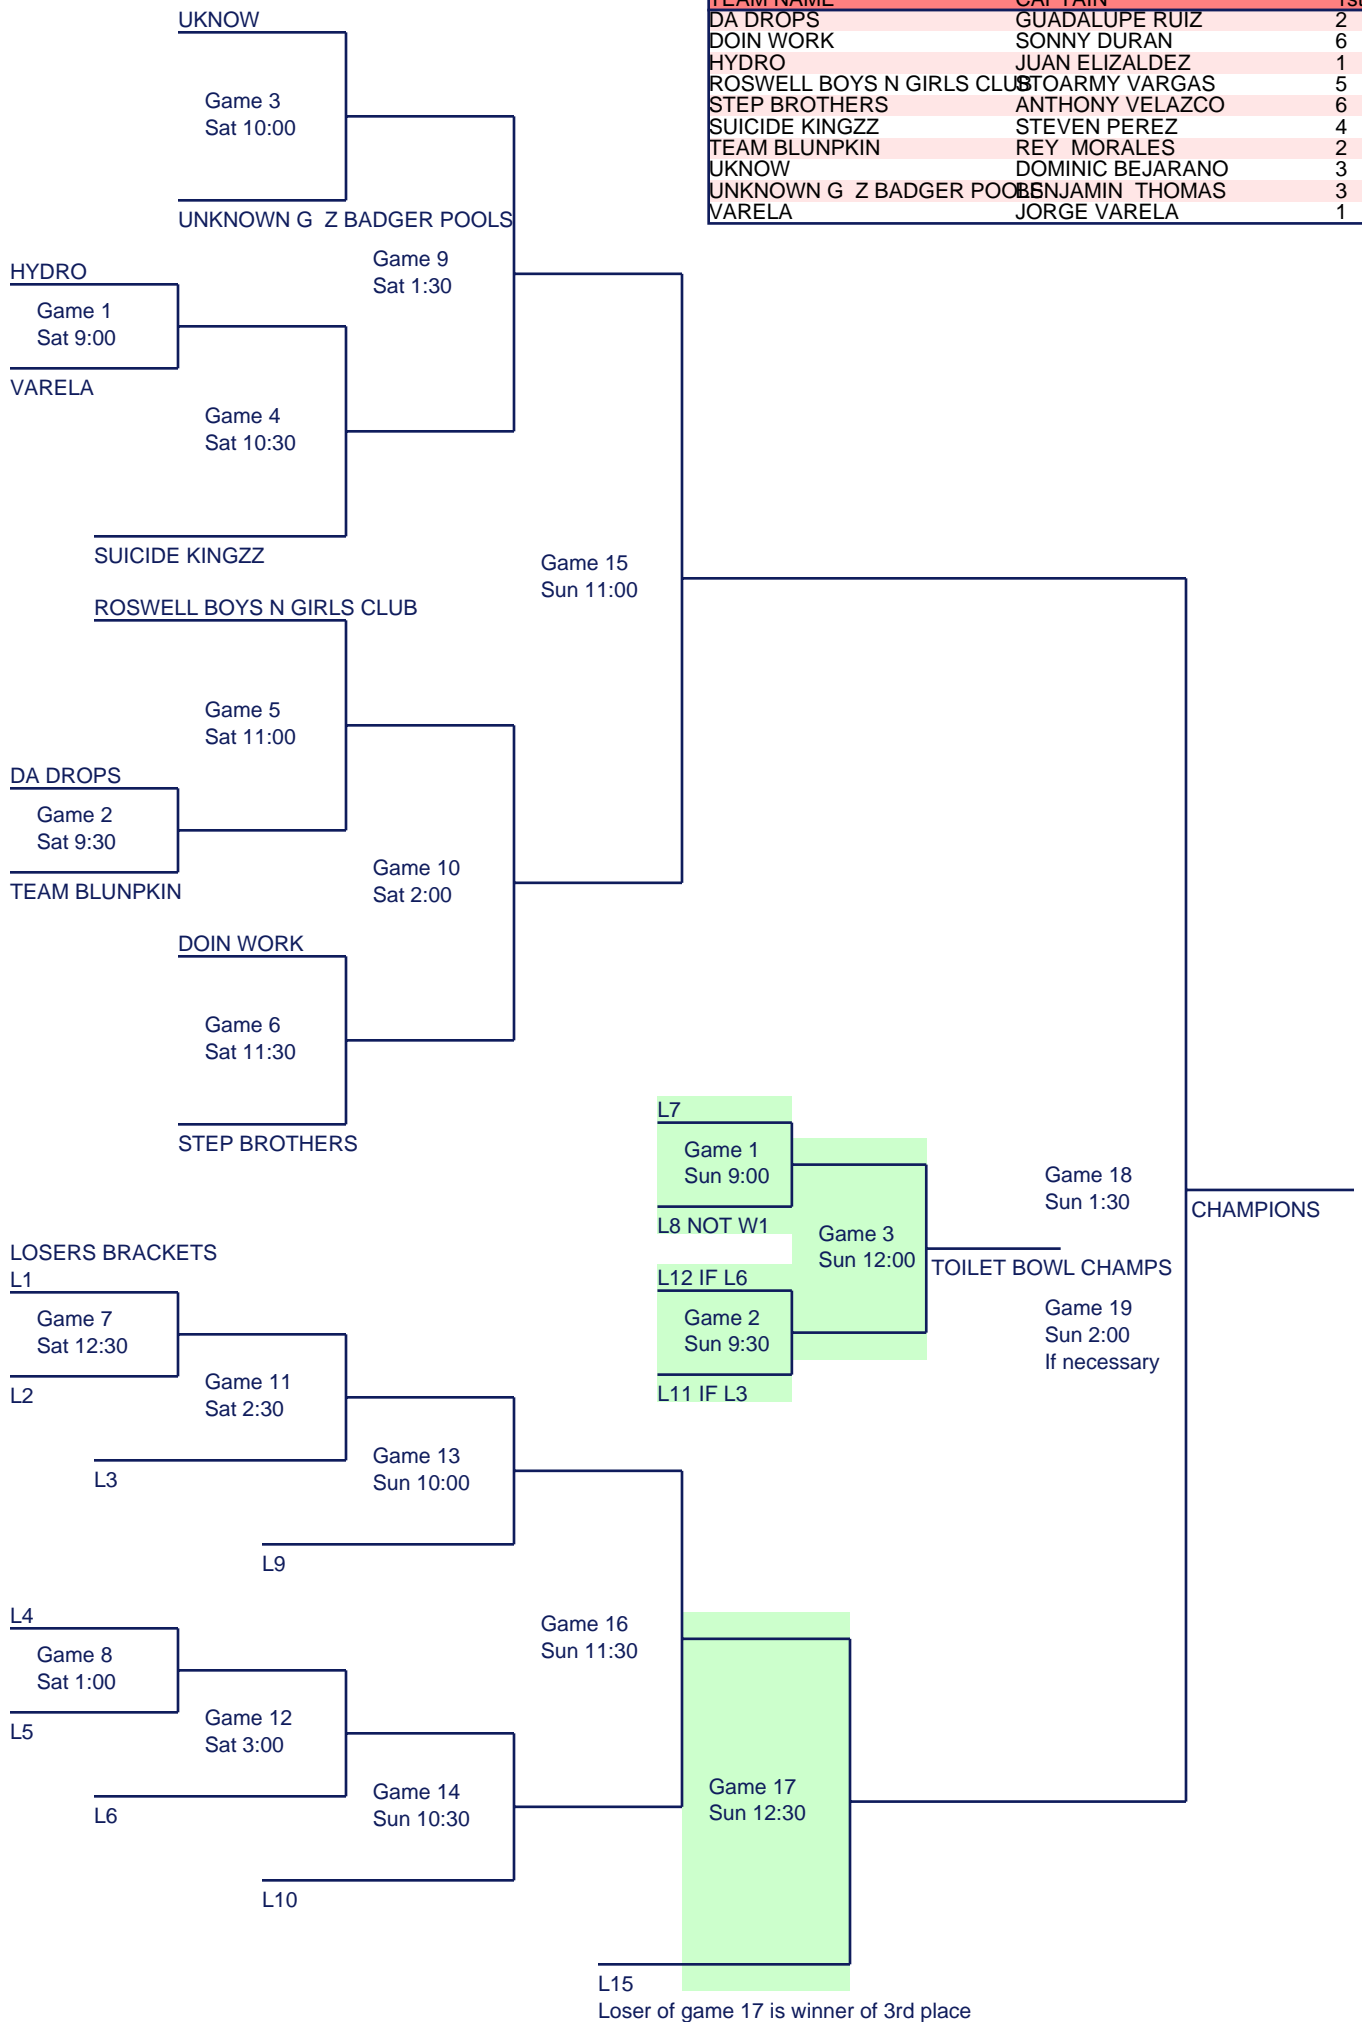 TEAM NAME CAPTAIN 1st
DA DROPS GUADALUPE RUIZ 2
DOIN WORK SONNY DURAN 6
HYDRO JUAN ELIZALDEZ 1
ROSWELL BOYS N GIRLS CLUB STOARMY VARGAS 5
STEP BROTHERS ANTHONY VELAZCO 6
SUICIDE KINGZZ STEVEN PEREZ 4
TEAM BLUNPKIN REY MORALES 2
UKNOW DOMINIC BEJARANO 3
UNKNOWN G Z BADGER POOLS BENJAMIN THOMAS 3
VARELA JORGE VARELA 1
UKNOW
Game 3
Sat 10:00
UNKNOWN G Z BADGER POOLS
Game 9
Sat 1:30
HYDRO
Game 1
Sat 9:00
VARELA
Game 4
Sat 10:30
SUICIDE KINGZZ
Game 15
Sun 11:00
ROSWELL BOYS N GIRLS CLUB
Game 5
Sat 11:00
DA DROPS
Game 2
Sat 9:30
TEAM BLUNPKIN
Game 10
Sat 2:00
DOIN WORK
Game 6
Sat 11:30
STEP BROTHERS
L7
Game 1
Sun 9:00
L8 NOT W1
Game 3
Sun 12:00
L12 IF L6
Game 2
Sun 9:30
L11 IF L3
TOILET BOWL CHAMPS
Game 18
Sun 1:30
CHAMPIONS
Game 19
Sun 2:00
If necessary
LOSERS BRACKETS
L1
Game 7
Sat 12:30
L2
Game 11
Sat 2:30
L3
Game 13
Sun 10:00
L9
L4
Game 8
Sat 1:00
L5
Game 12
Sat 3:00
L6
Game 14
Sun 10:30
L10
Game 16
Sun 11:30
Game 17
Sun 12:30
L15
Loser of game 17 is winner of 3rd place